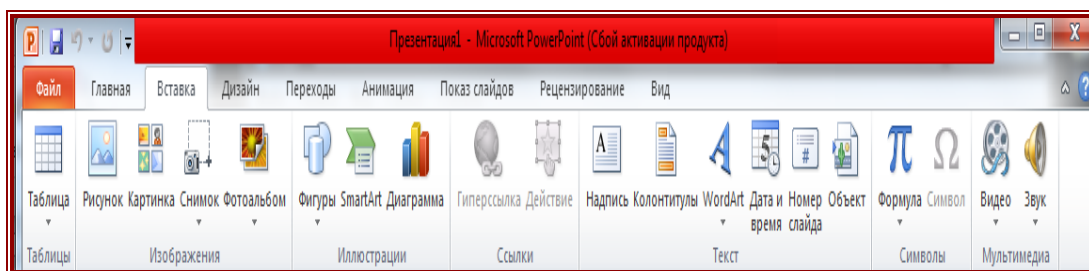 Презентация1 - Microsoft PowerPoint (Сбой активации продукта)
Файл Главная Вставка Дизайн Переходы Анимация Показ слайдов Рецензирование Вид
Таблица Рисунок Картинка Снимок Фотоальбом Фигуры SmartArt Диаграмма Гиперссылка Действие Надпись Колонтитулы WordArt Дата и Номер Объект Формула Символ Видео Звук
время слайда
Таблицы Изображения Иллюстрации Ссылки Текст Символы Мультимедиа